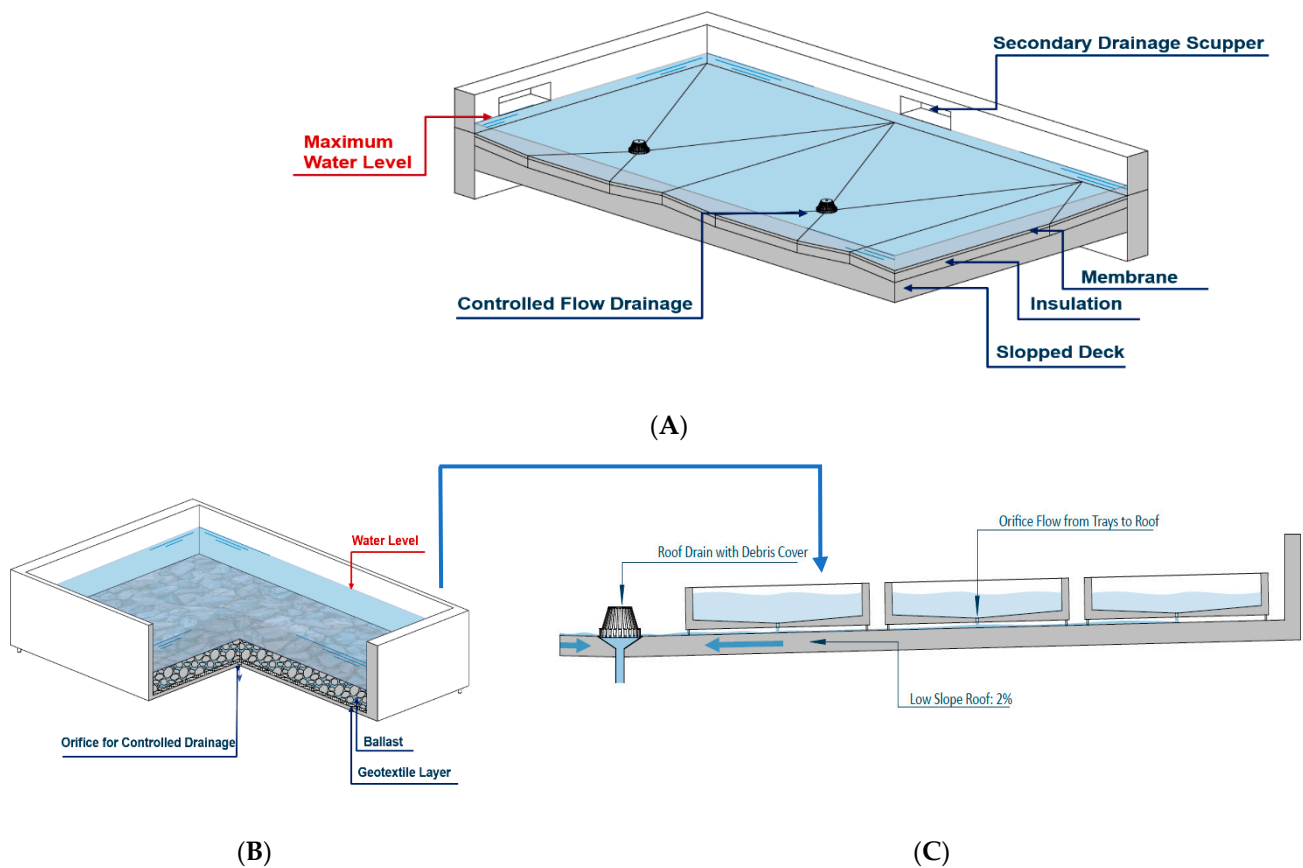 Secondary Drainage Scupper
Maximum
Water Level
Membrane
Controlled Flow Drainage
Insulation
Slopped Deck
(A)
Water Level
Orifice Flow from Trays to Roof
Roof Drain with Debris Cover
Low Slope Roof: 2%
Orifice for Controlled Drainage
Ballast
Geotextile Layer
(B)
(C)